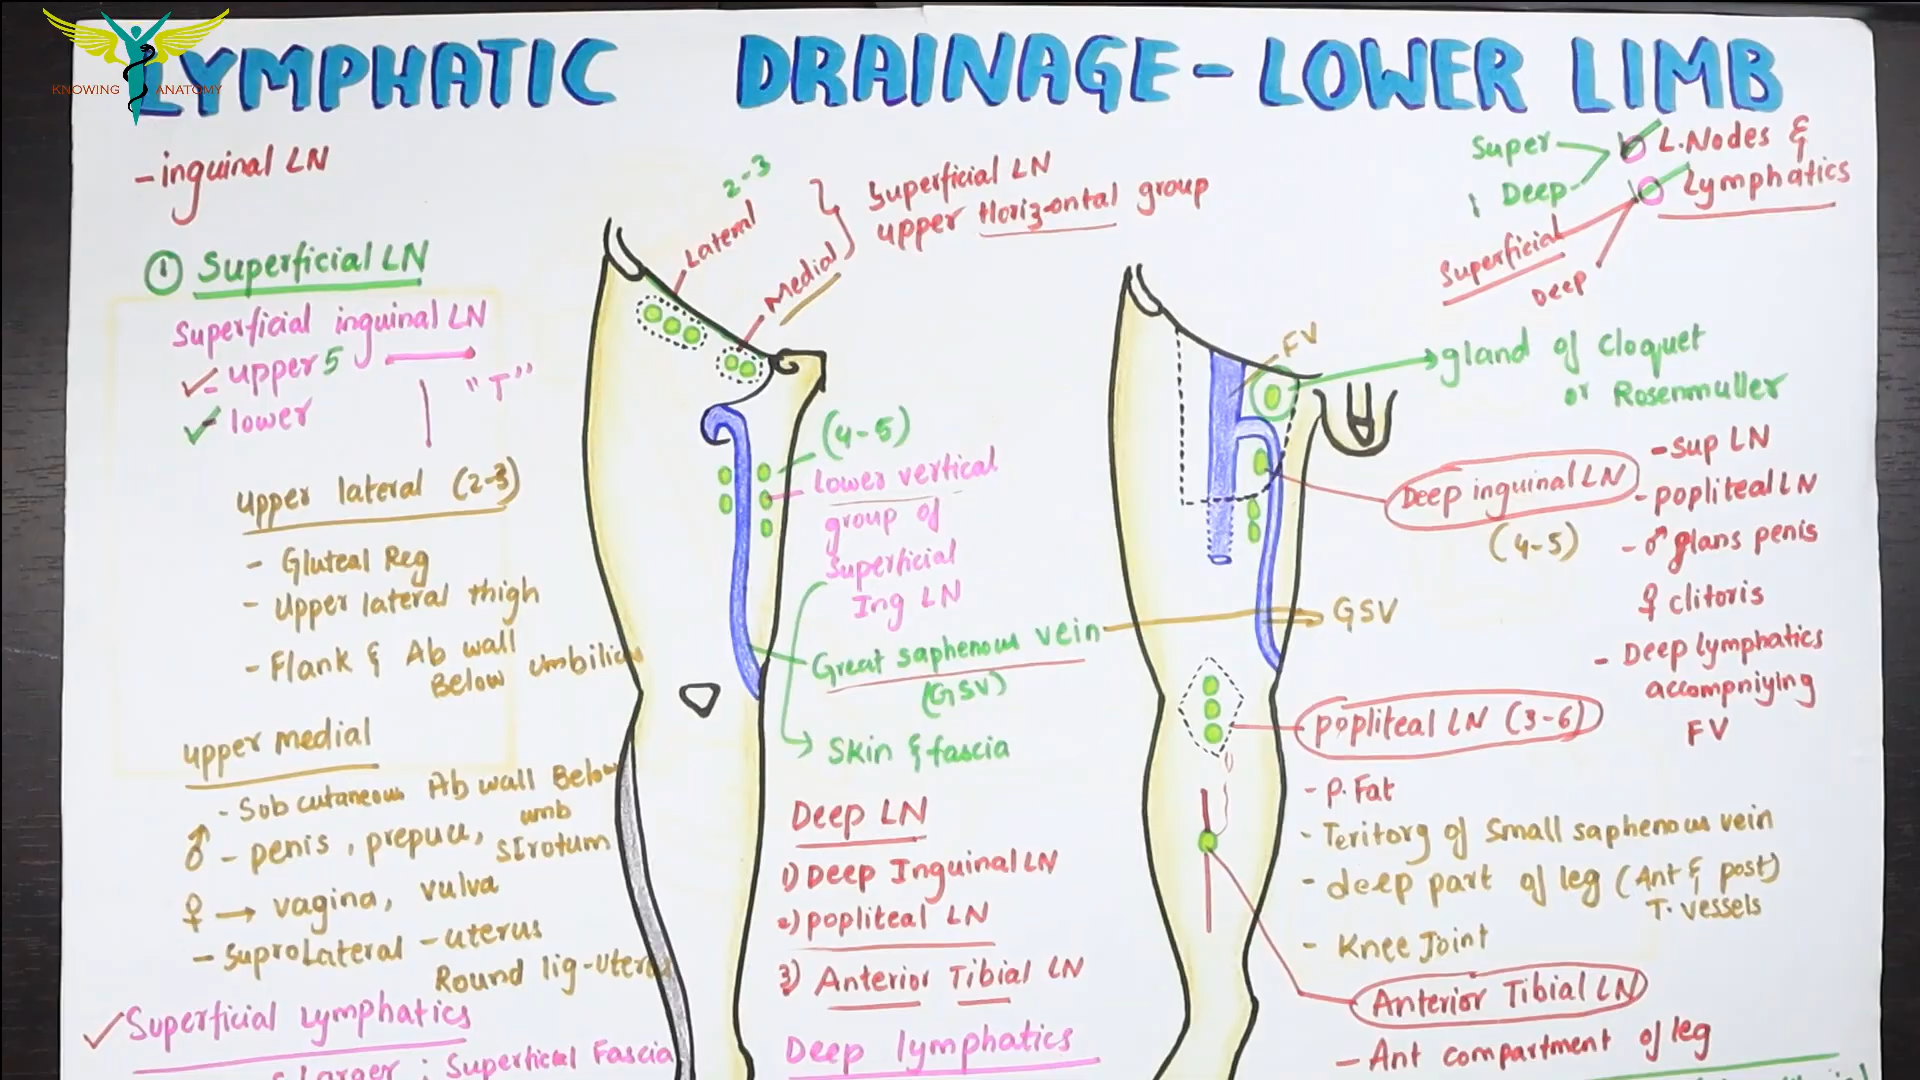 KNOWING ANATOMY
LYMPHATIC DRAINAGE - LOWER LIMB
- inguinal LN
① Superficial LN
Superficial inguinal LN
- upper 5
- lower
"T"
upper lateral (2-3)
- Gluteal Reg
- Upper lateral thigh
- Flank & Ab wall
Below umbilicus
upper medial
- Sob cutaneous Ab wall Below
umb
♂ - penis, prepuce, sIrotum
♀ → vagina, vulva
- SuproLateral - uterus
Round lig-uterus
Superficial Lymphatics
Larger : Superfical Fascia
2-3
Lateral
Medial
Superficial LN
upper Horizontal group
(4-5)
Lower vertical
group of
Superficial
Ing LN
Great saphenous vein
(GSV)
Skin & fascia
Deep LN
1) Deep Inguinal LN
2) popliteal LN
3) Anterior Tibial LN
Deep lymphatics
Super
Deep
L.Nodes &
Lymphatics
Superficial
Deep
FV
gland of Cloquet
or Rosenmuller
Deep inguinal LN
(4-5)
- sup LN
- popliteal LN
- ♂ glans penis
♀ clitoris
- Deep lymphatics
accompniying
FV
GSV
popliteal LN (3-6)
- P. Fat
- Teritorg of small saphenous vein
- deep part of leg (Ant & post)
T. vessels
- Knee Joint
Anterior Tibial LN
- Ant compartment of leg